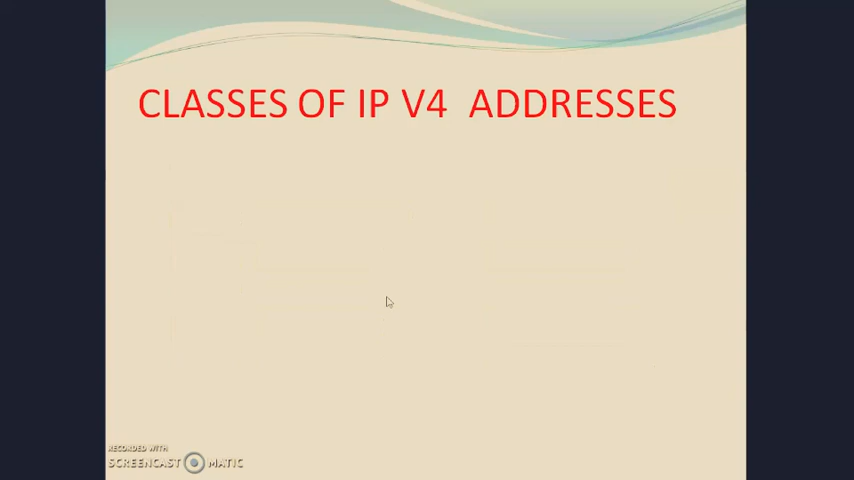 CLASSES OF IP V4 ADDRESSES
RECORDED WITH
SCREENCAST MATIC